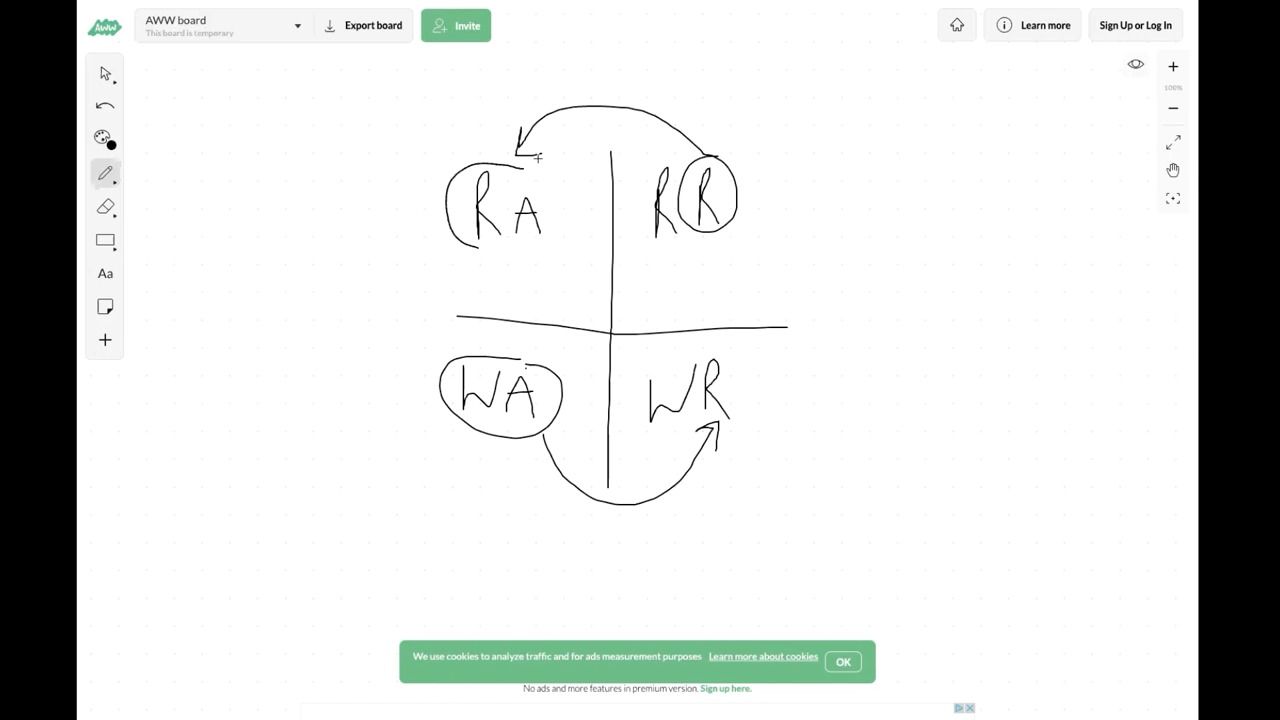 AWW
AWW board
This board is temporary
Export board
Invite
Learn more
Sign Up or Log In
100%
Aa
RA
RR
WA
WR
We use cookies to analyze traffic and for ads measurement purposes Learn more about cookies OK
No ads and more features in premium version. Sign up here.